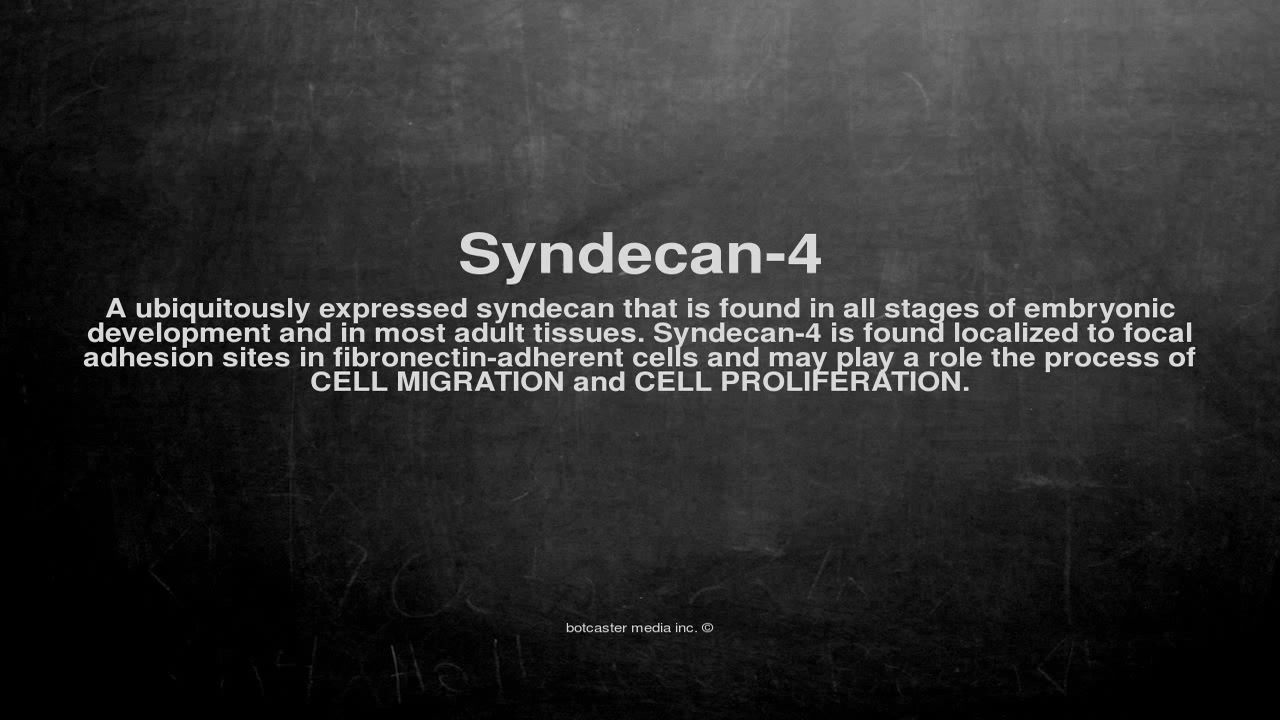 Syndecan-4
A ubiquitously expressed syndecan that is found in all stages of embryonic
development and in most adult tissues. Syndecan-4 is found localized to focal
adhesion sites in fibronectin-adherent cells and may play a role the process of
CELL MIGRATION and CELL PROLIFERATION.
botcaster media inc. ©